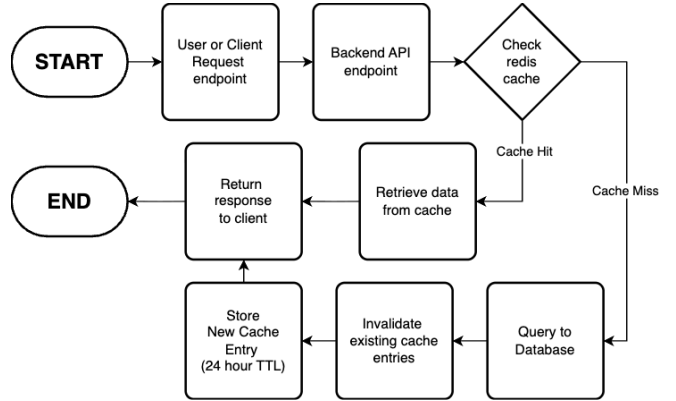 START
User or Client
Request
endpoint
Backend API
endpoint
Check
redis
cache
Cache Hit
Cache Miss
END
Return
response
to client
Retrieve data
from cache
Store
New Cache
Entry
(24 hour TTL)
Invalidate
existing cache
entries
Query to
Database